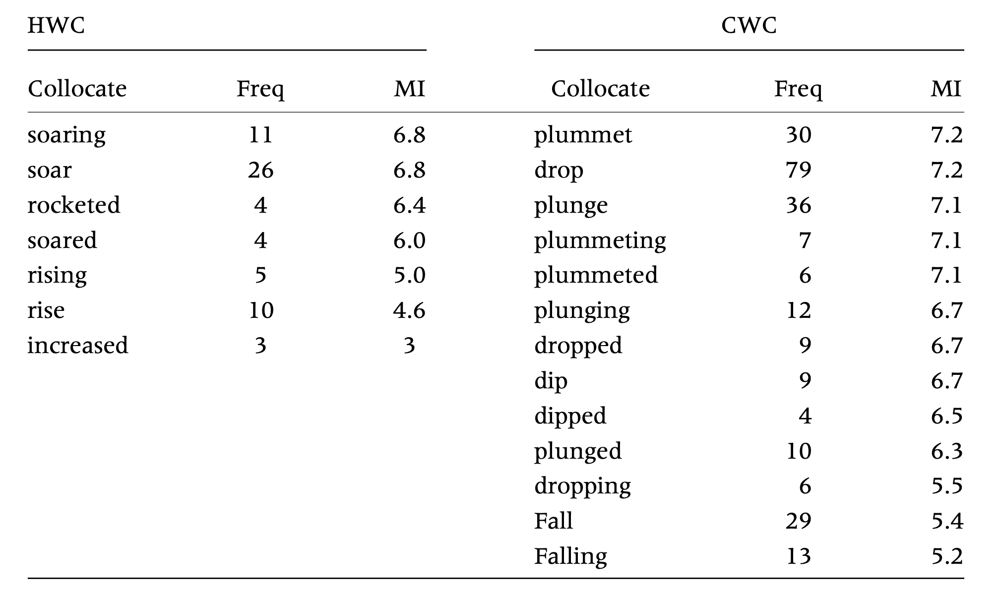 HWC CWC
Collocate Freq MI Collocate Freq MI
soaring 11 6.8 plummet 30 7.2
soar 26 6.8 drop 79 7.2
rocketed 4 6.4 plunge 36 7.1
soared 4 6.0 plummeting 7 7.1
rising 5 5.0 plummeted 6 7.1
rise 10 4.6 plunging 12 6.7
increased 3 3 dropped 9 6.7
dip 9 6.7
dipped 4 6.5
plunged 10 6.3
dropping 6 5.5
Fall 29 5.4
Falling 13 5.2